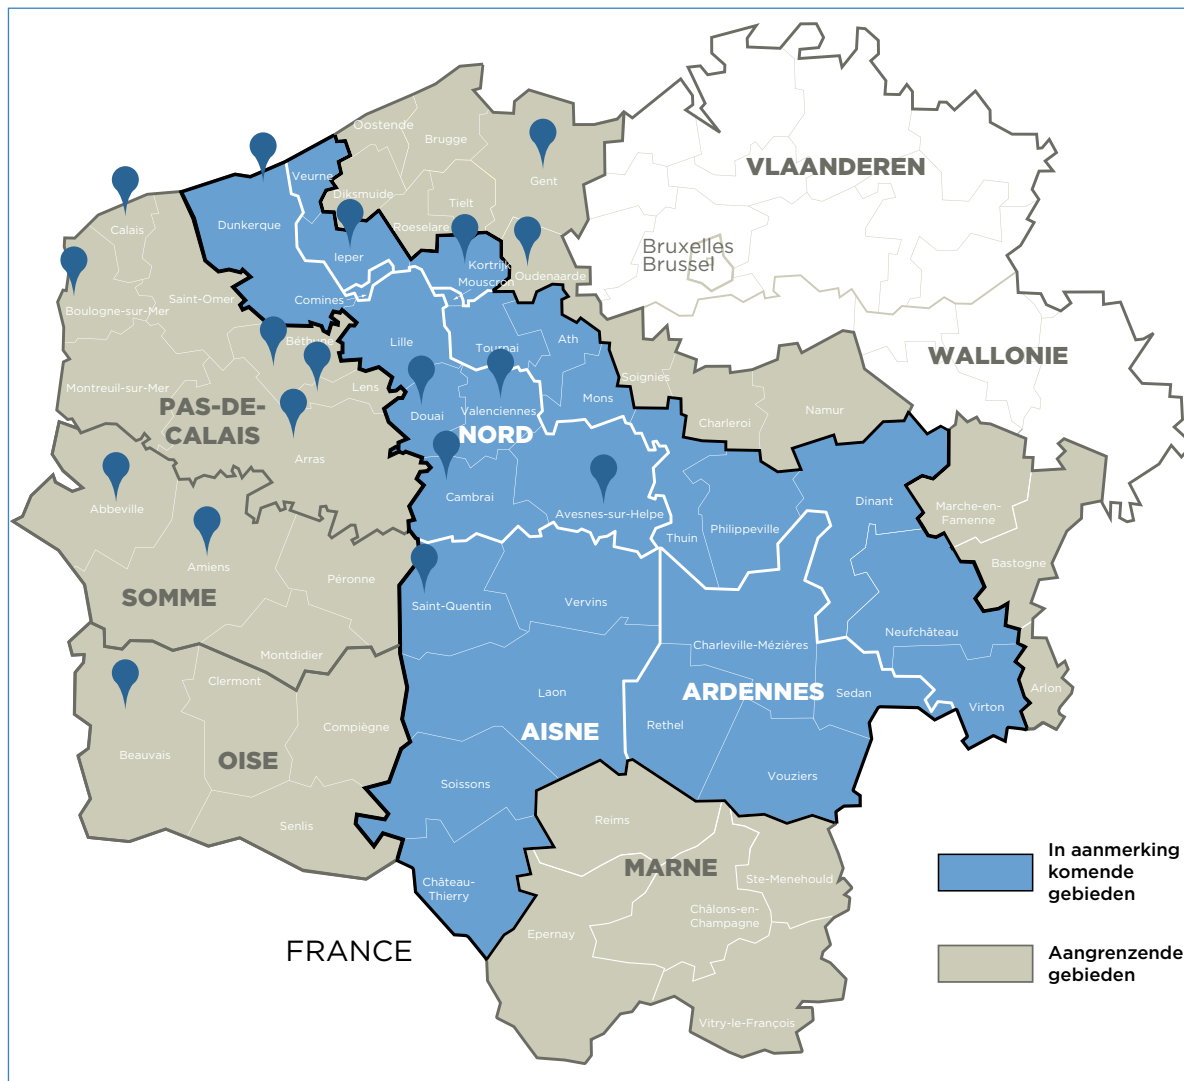 Oostende
Brugge
Gent
VLAANDEREN
Veurne
Diksmuide
Tielt
Calais
Dunkerque
Roeselare
Ieper
Kortrijk
Mouscron
Oudenaarde
Bruxelles
Brussel
Saint-Omer
Comines
Boulogne-sur-Mer
Béthune
Lille
Tournai
Ath
WALLONIE
Montreuil-sur-Mer
Lens
Soignies
PAS-DE-
CALAIS
Douai
Valenciennes
Mons
Charleroi
Namur
NORD
Arras
Abbeville
Cambrai
Avesnes-sur-Helpe
Thuin
Philippeville
Dinant
Marche-en-
Famenne
Amiens
Péronne
Bastogne
SOMME
Saint-Quentin
Vervins
Neufchâteau
Montdidier
Charleville-Mézières
Clermont
Laon
ARDENNES
Sedan
Arlon
Virton
Compiègne
Rethel
AISNE
Beauvais
OISE
Soissons
Vouziers
Senlis
Reims
MARNE
Château-
Thierry
Ste-Menehould
Châlons-en-
Champagne
Epernay
FRANCE
Vitry-le-François
In aanmerking
komende
gebieden
Aangrenzende
gebieden